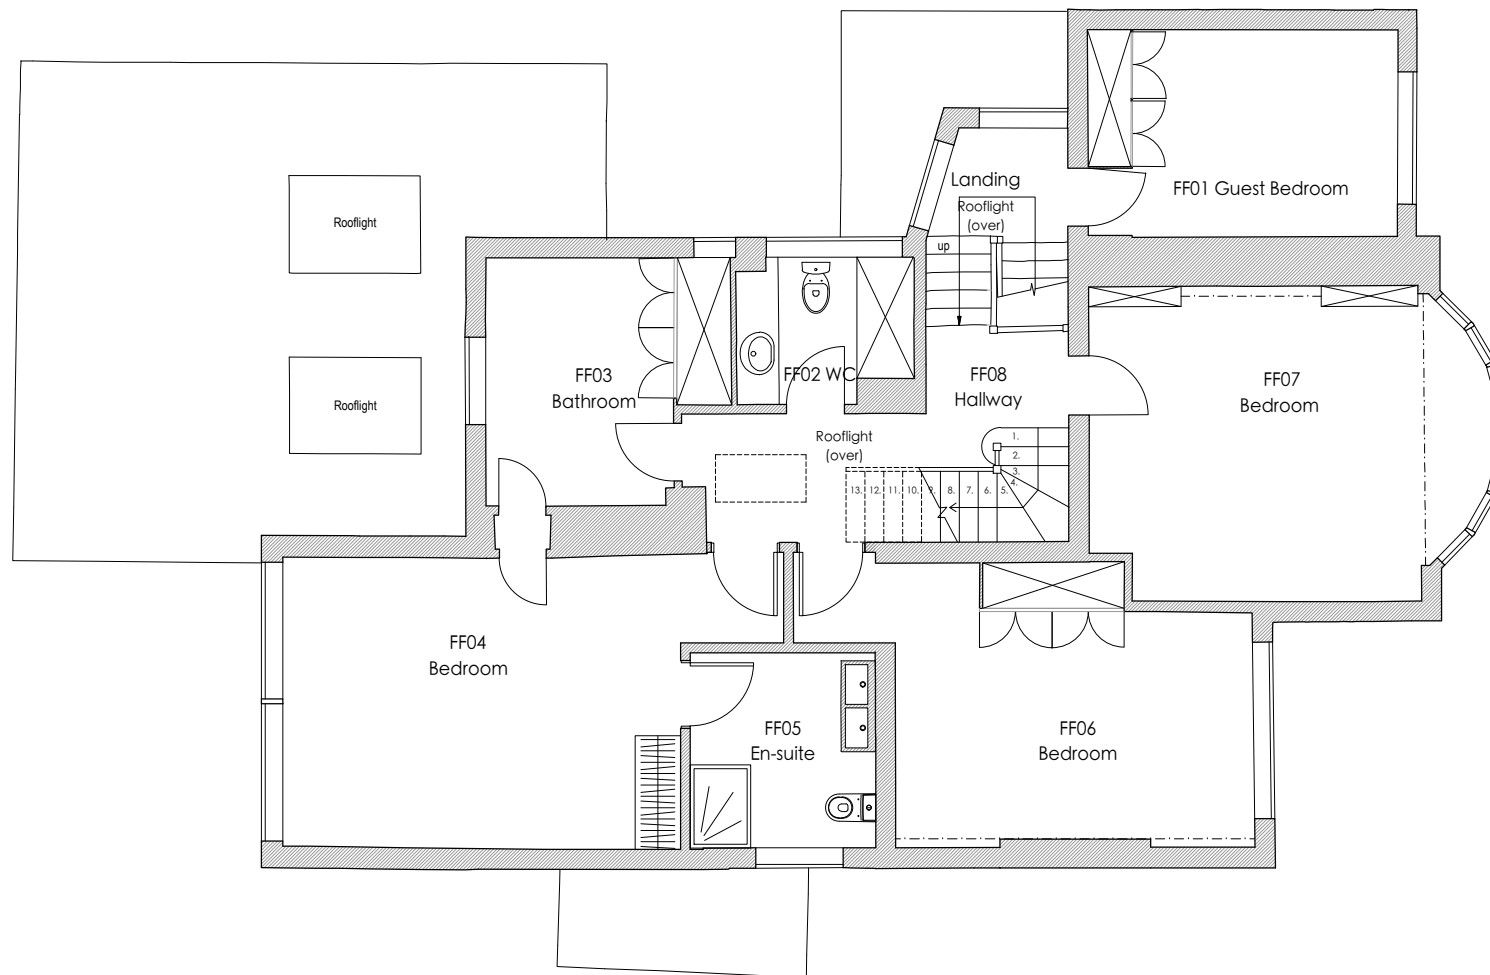 Landing
FF01 Guest Bedroom
Rooflight
(over)
Rooflight
up
FF03
Bathroom
FF02 WC
FF08
Hallway
FF07
Bedroom
Rooflight
Rooflight
(over)
1.
2.
3.
4.
13. 12. 11. 10. 9. 8. 7. 6. 5.
FF04
Bedroom
FF05
En-suite
FF06
Bedroom